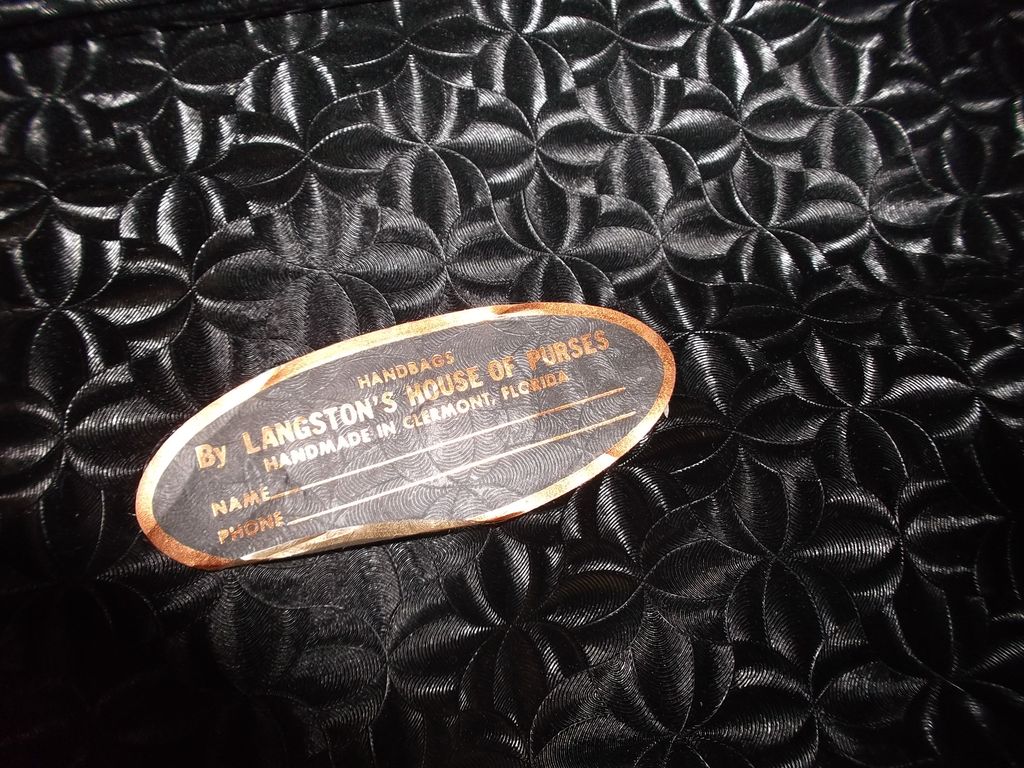 HANDBAGS
By LANGSTON'S HOUSE OF PURSES
HANDMADE IN CLERMONT, FLORIDA
NAME
PHONE